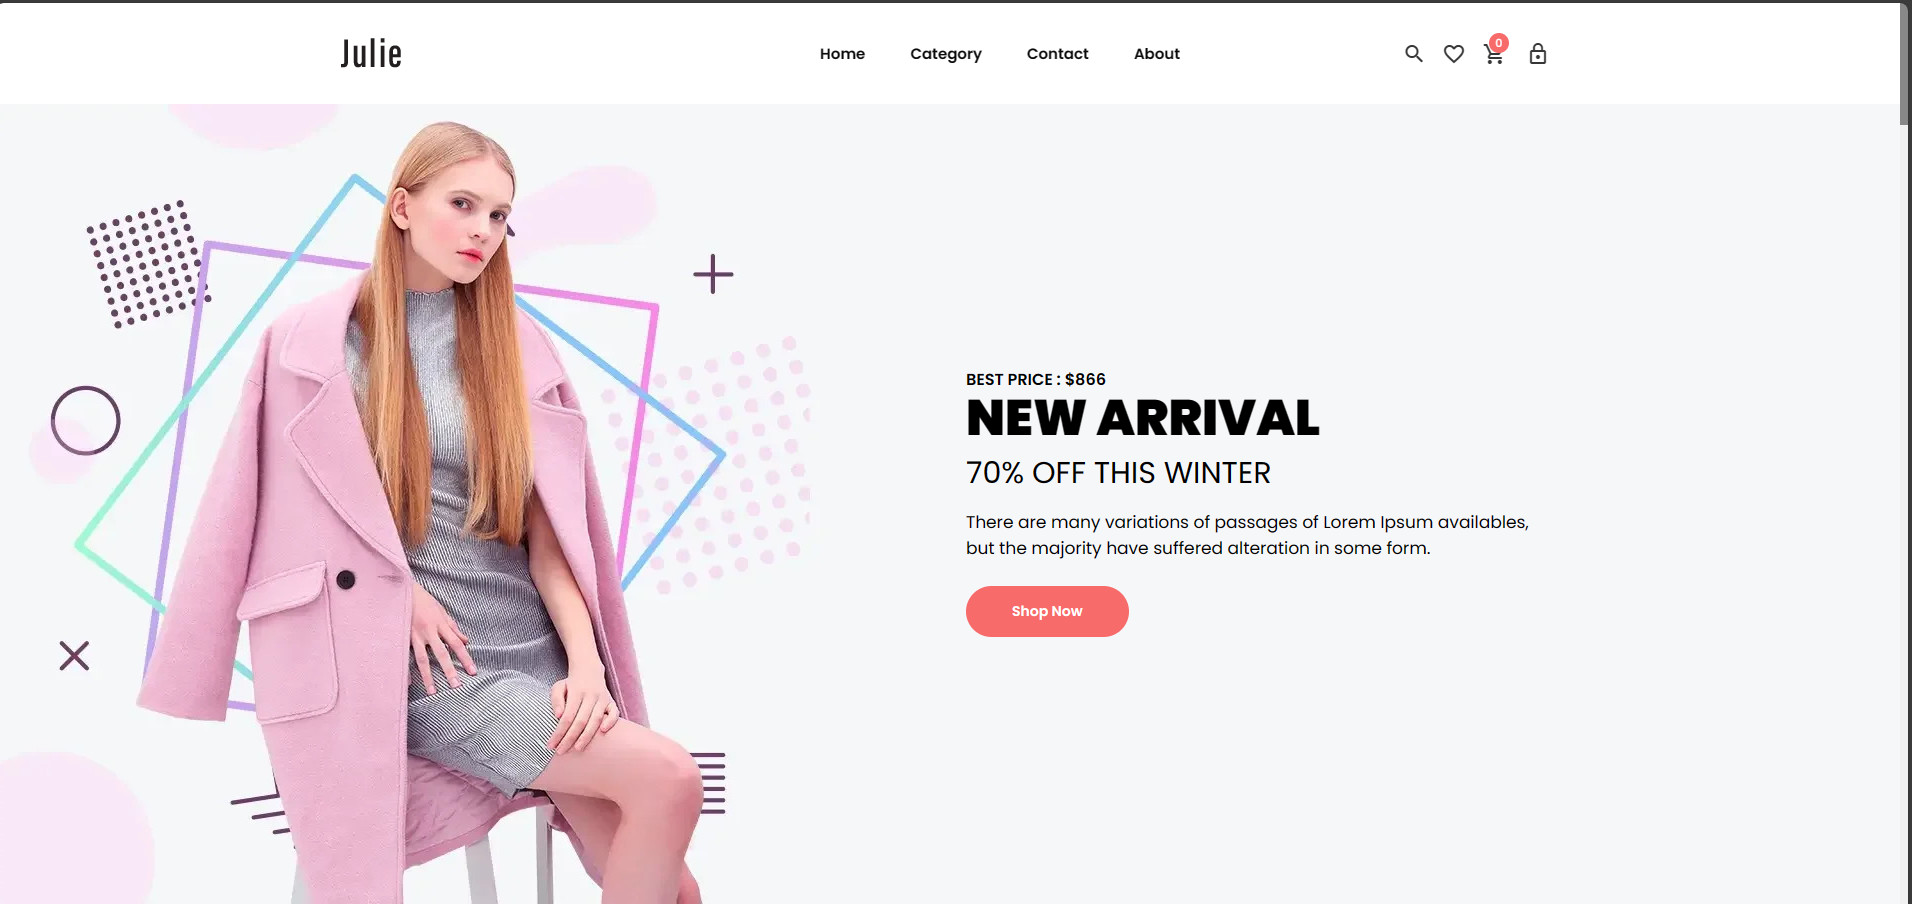 Julie
Home Category Contact About
0
BEST PRICE : $866
NEW ARRIVAL
70% OFF THIS WINTER
There are many variations of passages of Lorem Ipsum availables,
but the majority have suffered alteration in some form.
Shop Now